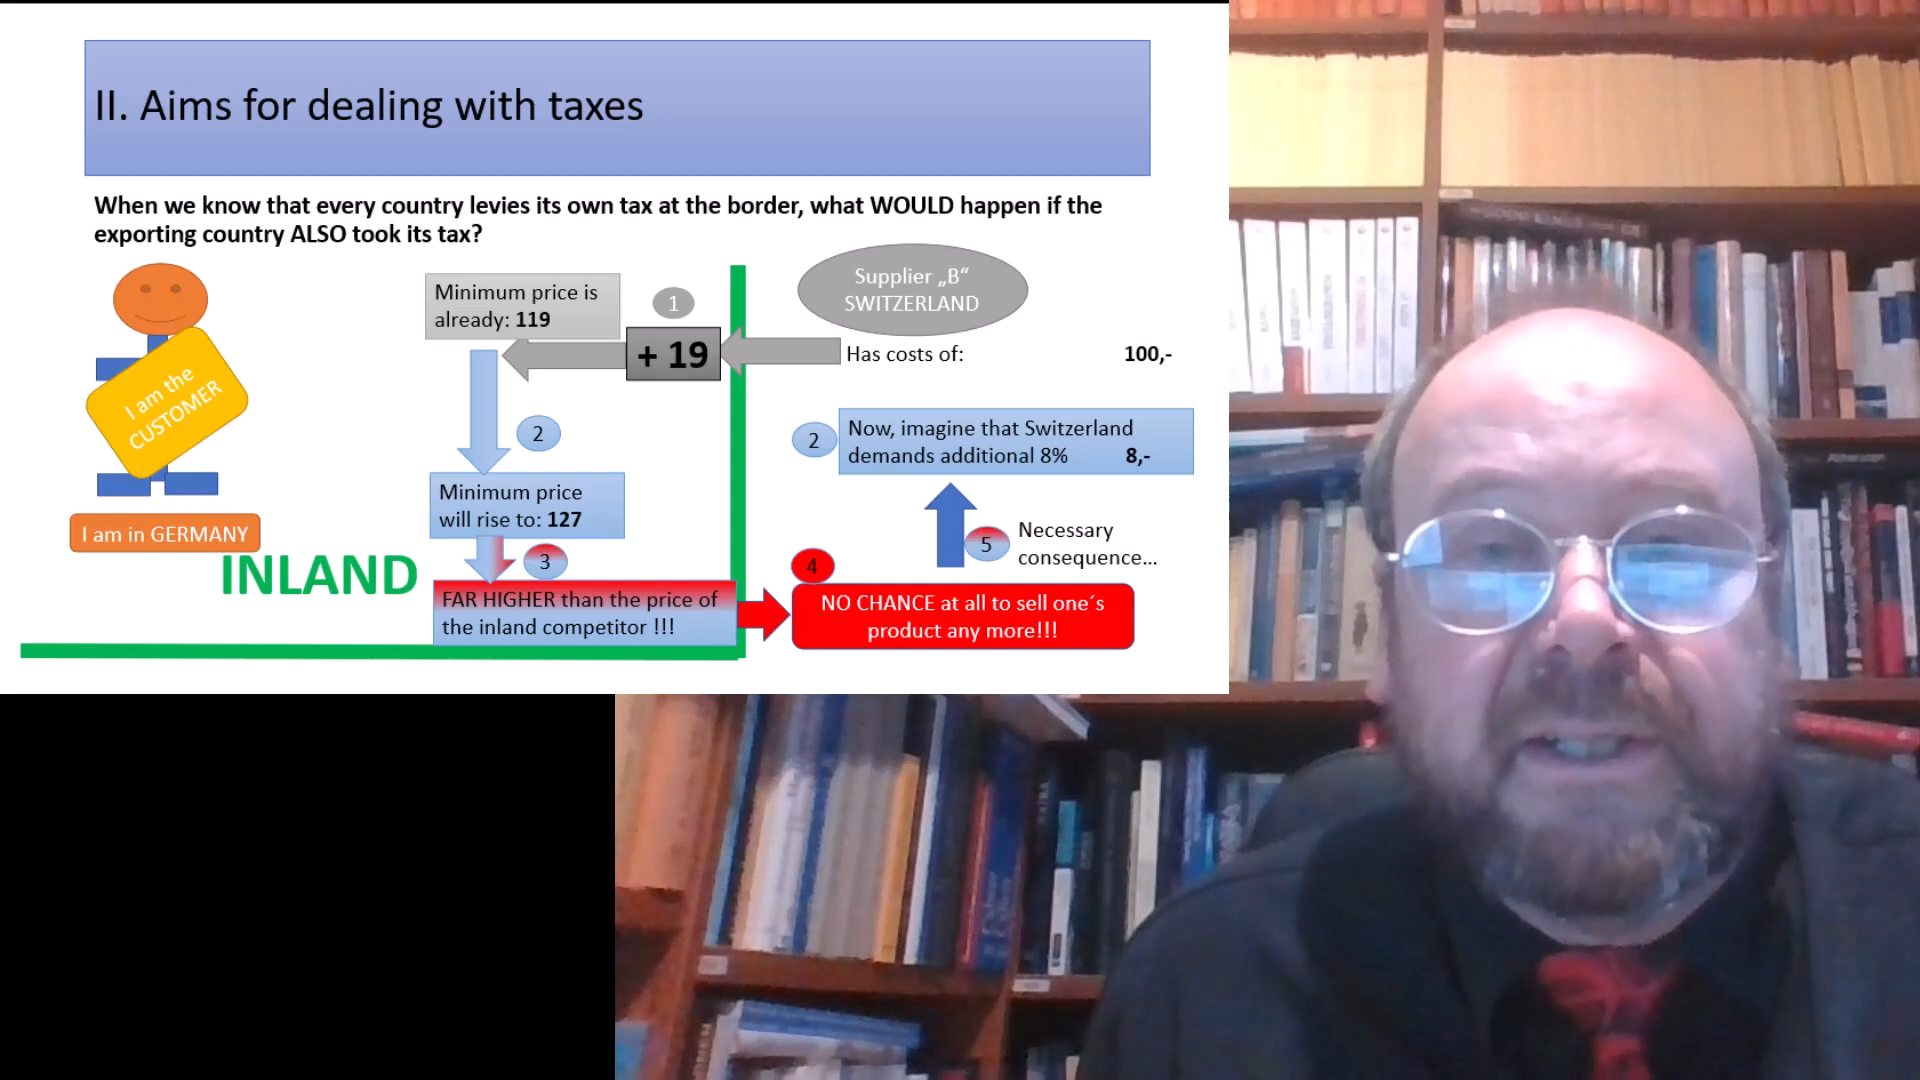 II. Aims for dealing with taxes
When we know that every country levies its own tax at the border, what WOULD happen if the
exporting country ALSO took its tax?
I am the
CUSTOMER
I am in GERMANY
INLAND
Minimum price is
already: 119
1
+ 19
Supplier „B“
SWITZERLAND
Has costs of: 100,-
2
2
Now, imagine that Switzerland
demands additional 8% 8,-
Minimum price
will rise to: 127
3
5
Necessary
consequence...
FAR HIGHER than the price of
the inland competitor !!!
4
NO CHANCE at all to sell one´s
product any more!!!